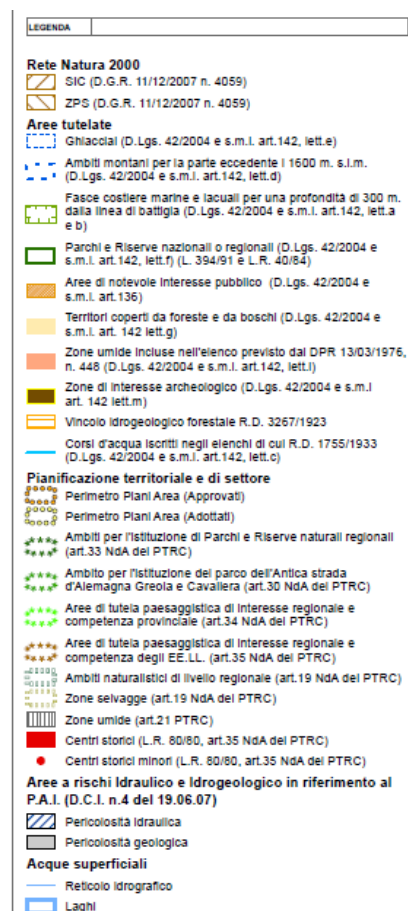 LEGENDA
Rete Natura 2000
SIC (D.G.R. 11/12/2007 n. 4059)
ZPS (D.G.R. 11/12/2007 n. 4059)
Aree tutelate
Ghiacciai (D.Lgs. 42/2004 e s.m.i. art.142, lett.e)
Ambiti montani per la parte eccedente i 1600 m. s.l.m.
(D.Lgs. 42/2004 e s.m.i. art.142, lett.d)
Fasce costiere marine e lacuali per una profondità di 300 m.
dalla linea di battigia (D.Lgs. 42/2004 e s.m.i. art.142, lett.a
e b)
Parchi e Riserve nazionali o regionali (D.Lgs. 42/2004 e
s.m.i. art.142, lett.f) (L. 394/91 e L.R. 40/84)
Aree di notevole interesse pubblico (D.Lgs. 42/2004 e
s.m.i. art.136)
Territori coperti da foreste e da boschi (D.Lgs. 42/2004 e
s.m.i. art. 142 lett.g)
Zone umide incluse nell'elenco previsto dal DPR 13/03/1976,
n. 448 (D.Lgs. 42/2004 e s.m.i. art.142, lett.i)
Zone di interesse archeologico (D.Lgs. 42/2004 e s.m.i
art. 142 lett.m)
Vincolo idrogeologico forestale R.D. 3267/1923
Corsi d'acqua iscritti negli elenchi di cui R.D. 1755/1933
(D.Lgs. 42/2004 e s.m.i. art.142, lett.c)
Pianificazione territoriale e di settore
Perimetro Piani Area (Approvati)
Perimetro Piani Area (Adottati)
Ambiti per l'istituzione di Parchi e Riserve naturali regionali
(art.33 NdA del PTRC)
Ambito per l'istituzione del parco dell'Antica strada
d'Alemagna Greola e Cavallera (art.30 NdA del PTRC)
Aree di tutela paesaggistica di interesse regionale e
competenza provinciale (art.34 NdA del PTRC)
Aree di tutela paesaggistica di interesse regionale e
competenza degli EE.LL. (art.35 NdA del PTRC)
Ambiti naturalistici di livello regionale (art.19 NdA del PTRC)
Zone selvagge (art.19 NdA del PTRC)
Zone umide (art.21 PTRC)
Centri storici (L.R. 80/80, art.35 NdA del PTRC)
Centri storici minori (L.R. 80/80, art.35 NdA del PTRC)
Aree a rischi Idraulico e Idrogeologico in riferimento al
P.A.I. (D.C.I. n.4 del 19.06.07)
Pericolosità idraulica
Pericolosità geologica
Acque superficiali
Reticolo idrografico
Laghi